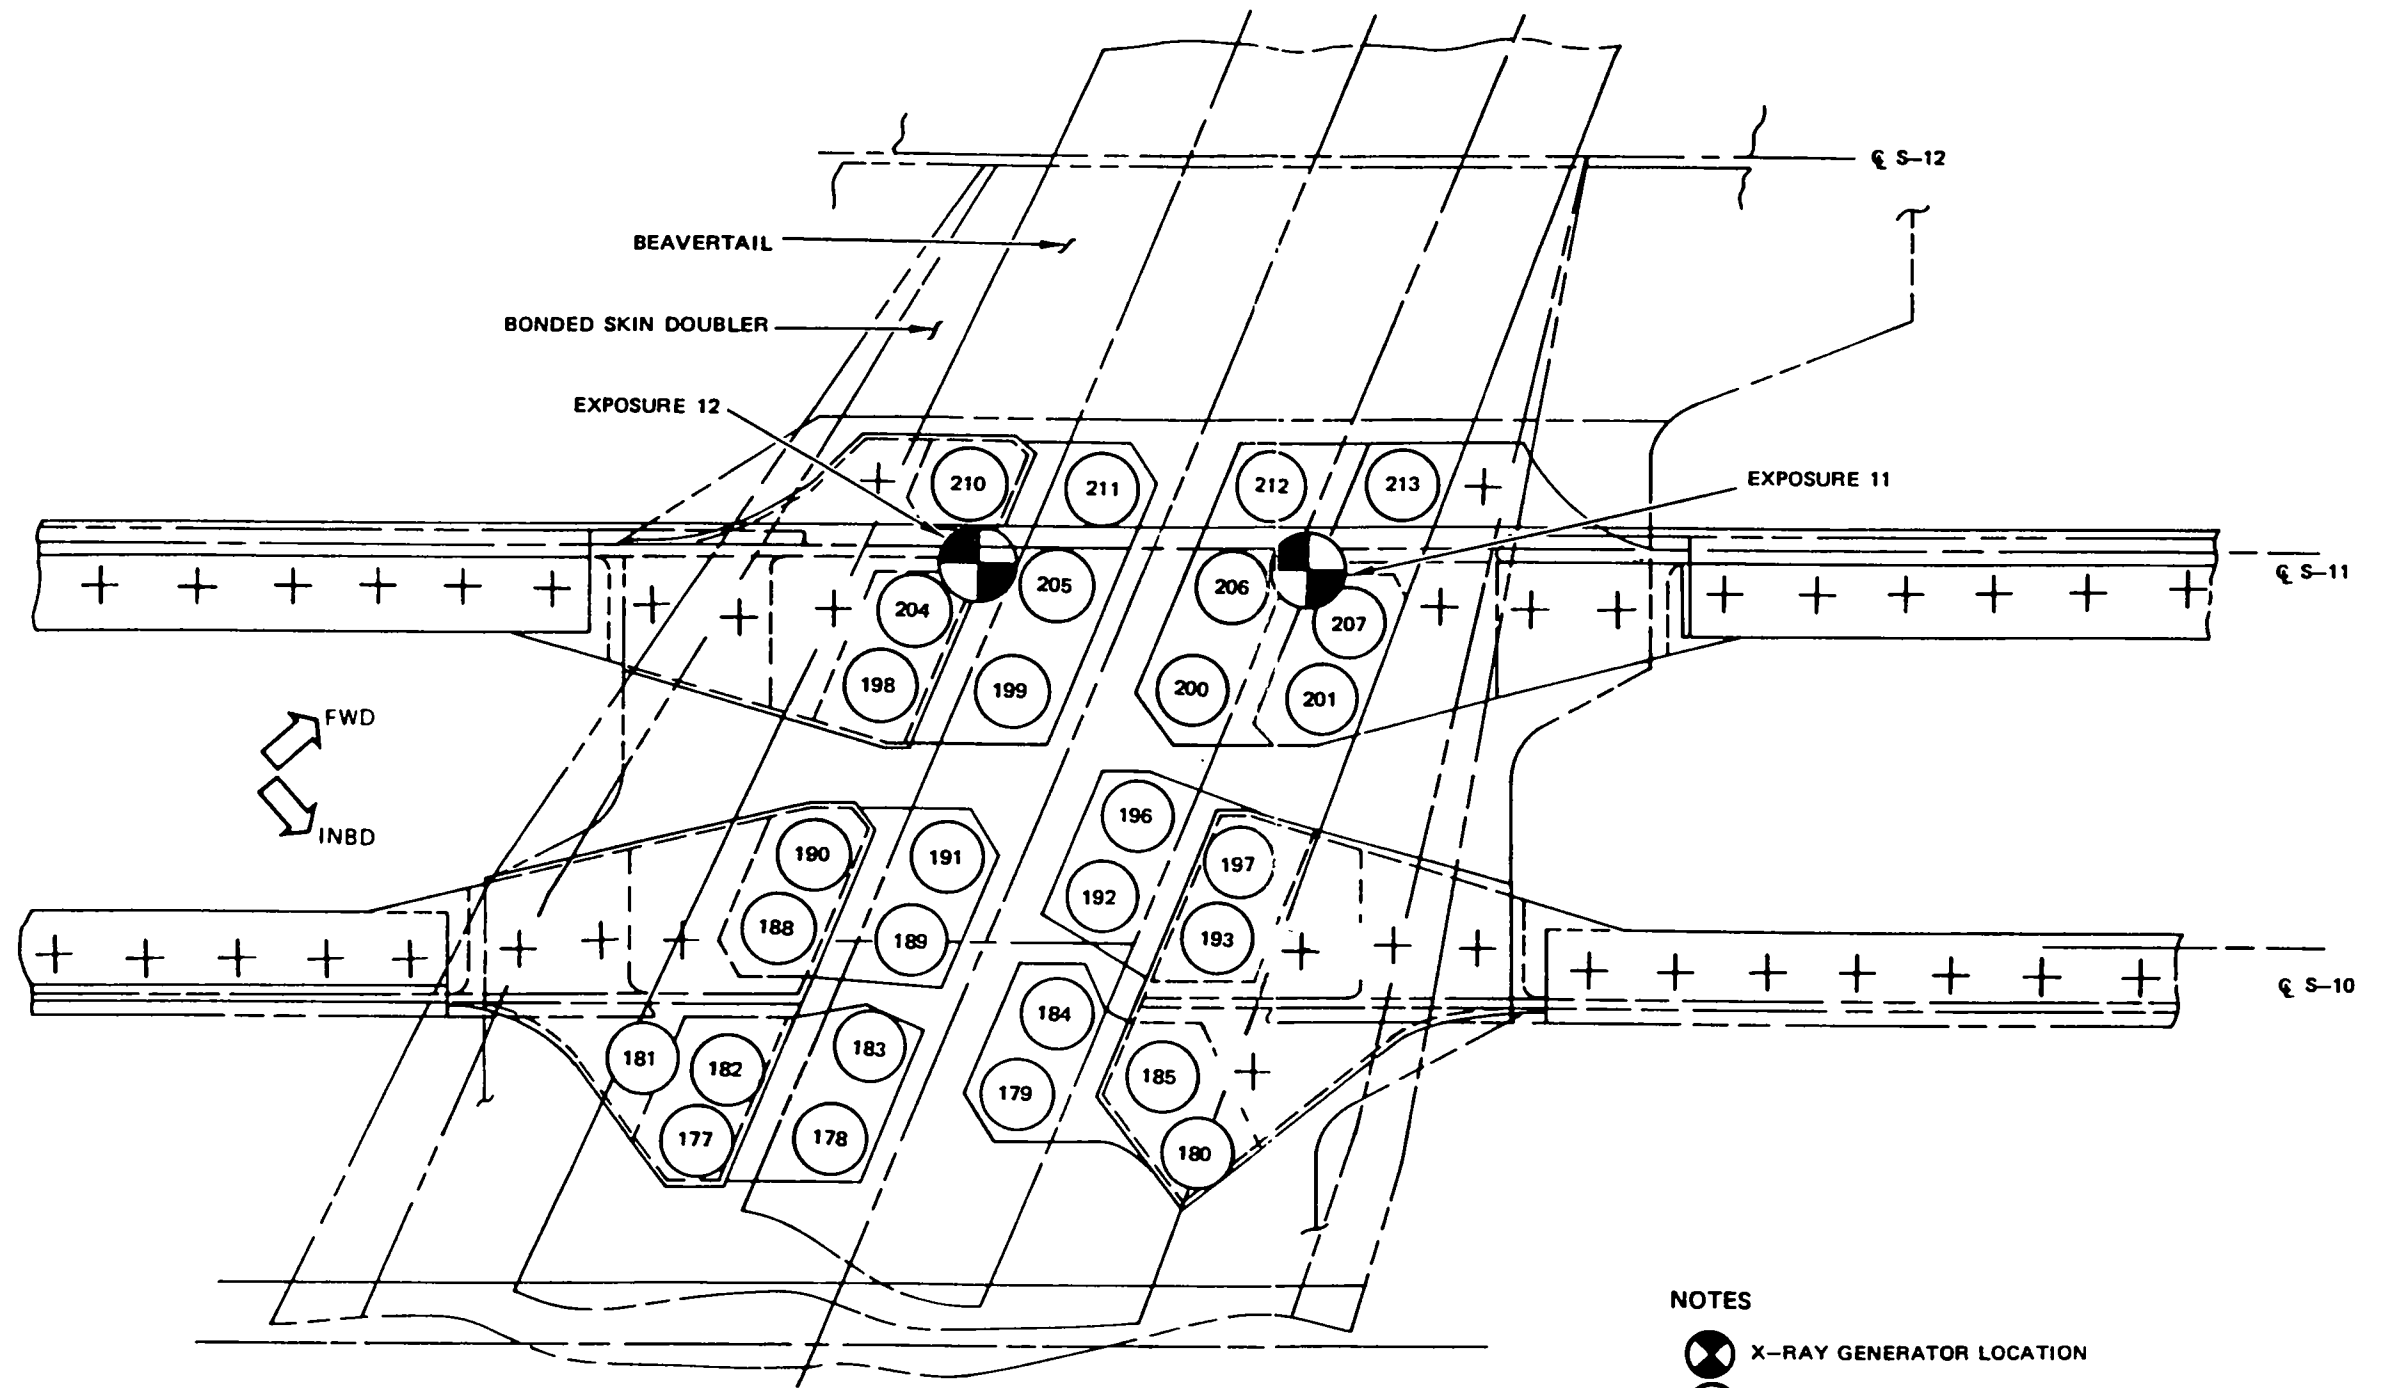 ℄ S-12
BEAVERTAIL
BONDED SKIN DOUBLER
EXPOSURE 12
EXPOSURE 11
210
211
212
213
℄ S-11
204
205
206
207
198
199
200
201
FWD
INBD
196
190
191
197
192
188
189
193
℄ S-10
184
181
182
183
185
179
177
178
180
NOTES
X-RAY GENERATOR LOCATION